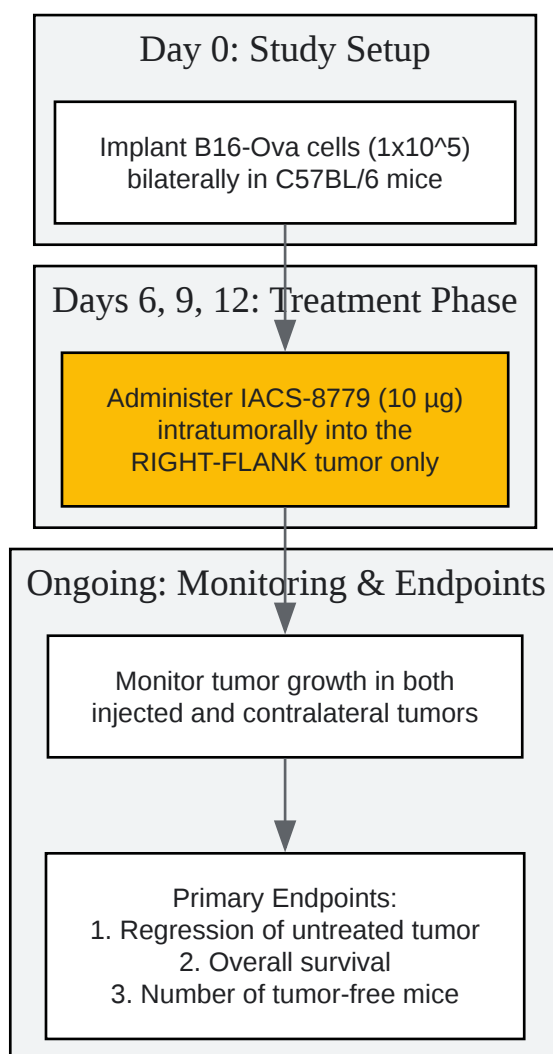 Day 0: Study Setup
Implant B16-Ova cells (1x10^5)
bilaterally in C57BL/6 mice
Days 6, 9, 12: Treatment Phase
Administer IACS-8779 (10 µg)
intratumorally into the
RIGHT-FLANK tumor only
Ongoing: Monitoring & Endpoints
Monitor tumor growth in both
injected and contralateral tumors
Primary Endpoints:
1. Regression of untreated tumor
2. Overall survival
3. Number of tumor-free mice